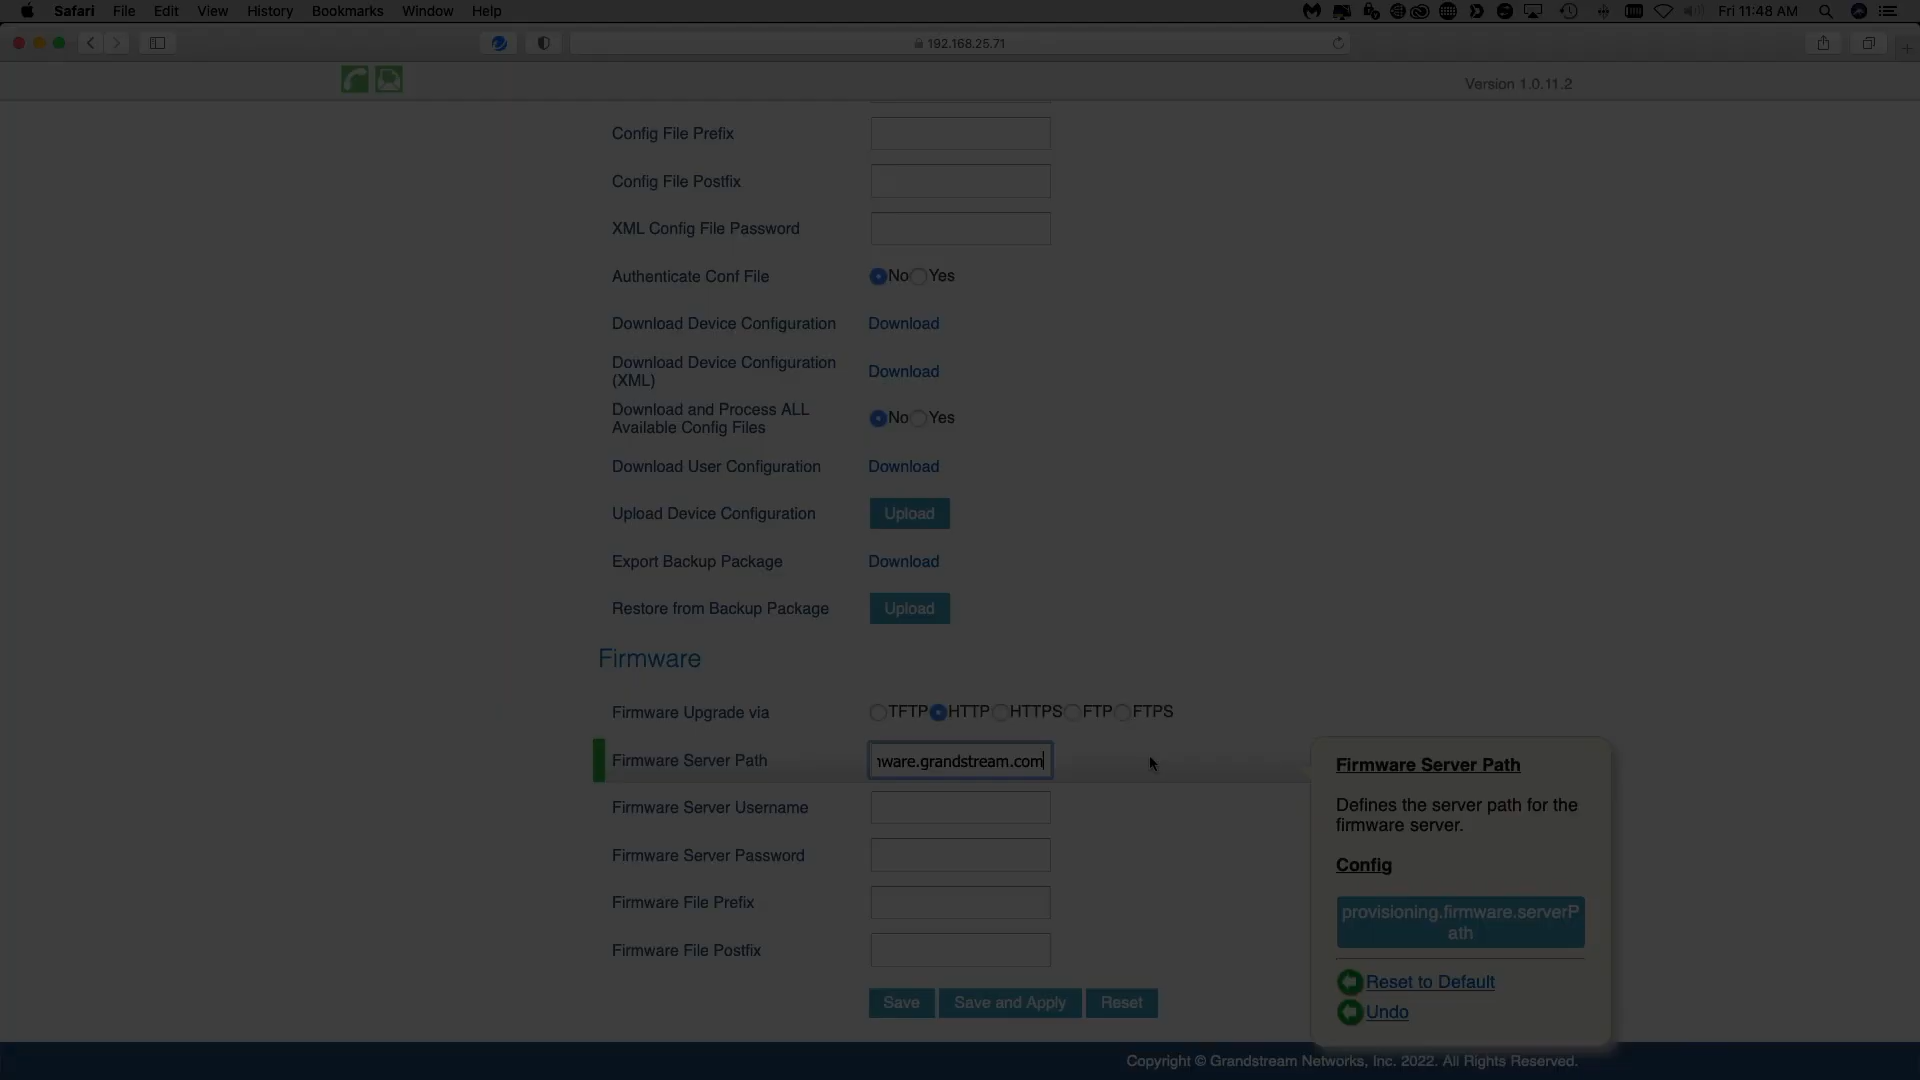 Safari File Edit View History Bookmarks Window Help Fri 11:48 AM
192.168.25.71
Version 1.0.11.2
Config File Prefix
Config File Postfix
XML Config File Password
Authenticate Conf File No Yes
Download Device Configuration Download
Download Device Configuration
(XML) Download
Download and Process ALL
Available Config Files No Yes
Download User Configuration Download
Upload Device Configuration Upload
Export Backup Package Download
Restore from Backup Package Upload
Firmware
Firmware Upgrade via TFTP HTTP HTTPS FTP FTPS
Firmware Server Path ware.grandstream.com
Firmware Server Username
Firmware Server Password
Firmware File Prefix
Firmware File Postfix
Save Save and Apply Reset
Firmware Server Path
Defines the server path for the
firmware server.
Config
provisioning.firmware.serverP
ath
Reset to Default
Undo
Copyright © Grandstream Networks, Inc. 2022. All Rights Reserved.